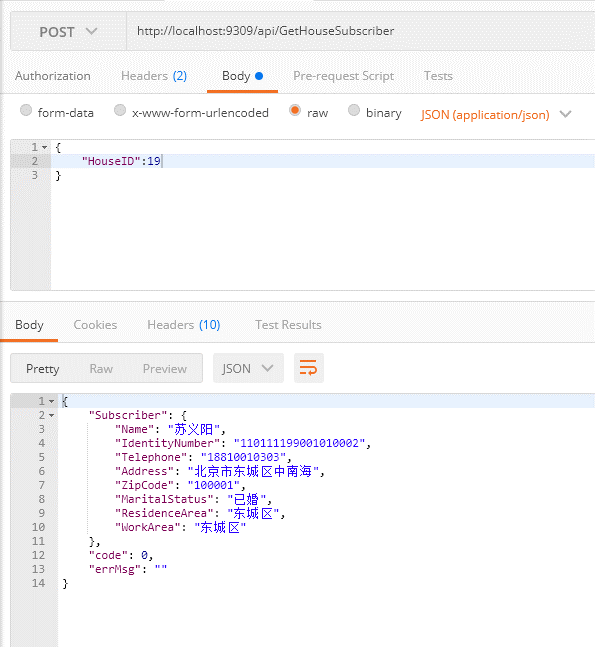 POST http://localhost:9309/api/GetHouseSubscriber
Authorization Headers (2) Body Pre-request Script Tests
form-data x-www-form-urlencoded raw binary JSON (application/json)
1 {
2 "HouseID":19
3 }
Body Cookies Headers (10) Test Results
Pretty Raw Preview JSON
1 {
2 "Subscriber": {
3 "Name": "苏义阳",
4 "IdentityNumber": "110111199001010002",
5 "Telephone": "18810010303",
6 "Address": "北京市东城区中南海",
7 "ZipCode": "100001",
8 "MaritalStatus": "已婚",
9 "ResidenceArea": "东城区",
10 "WorkArea": "东城区"
11 },
12 "code": 0,
13 "errMsg": ""
14 }